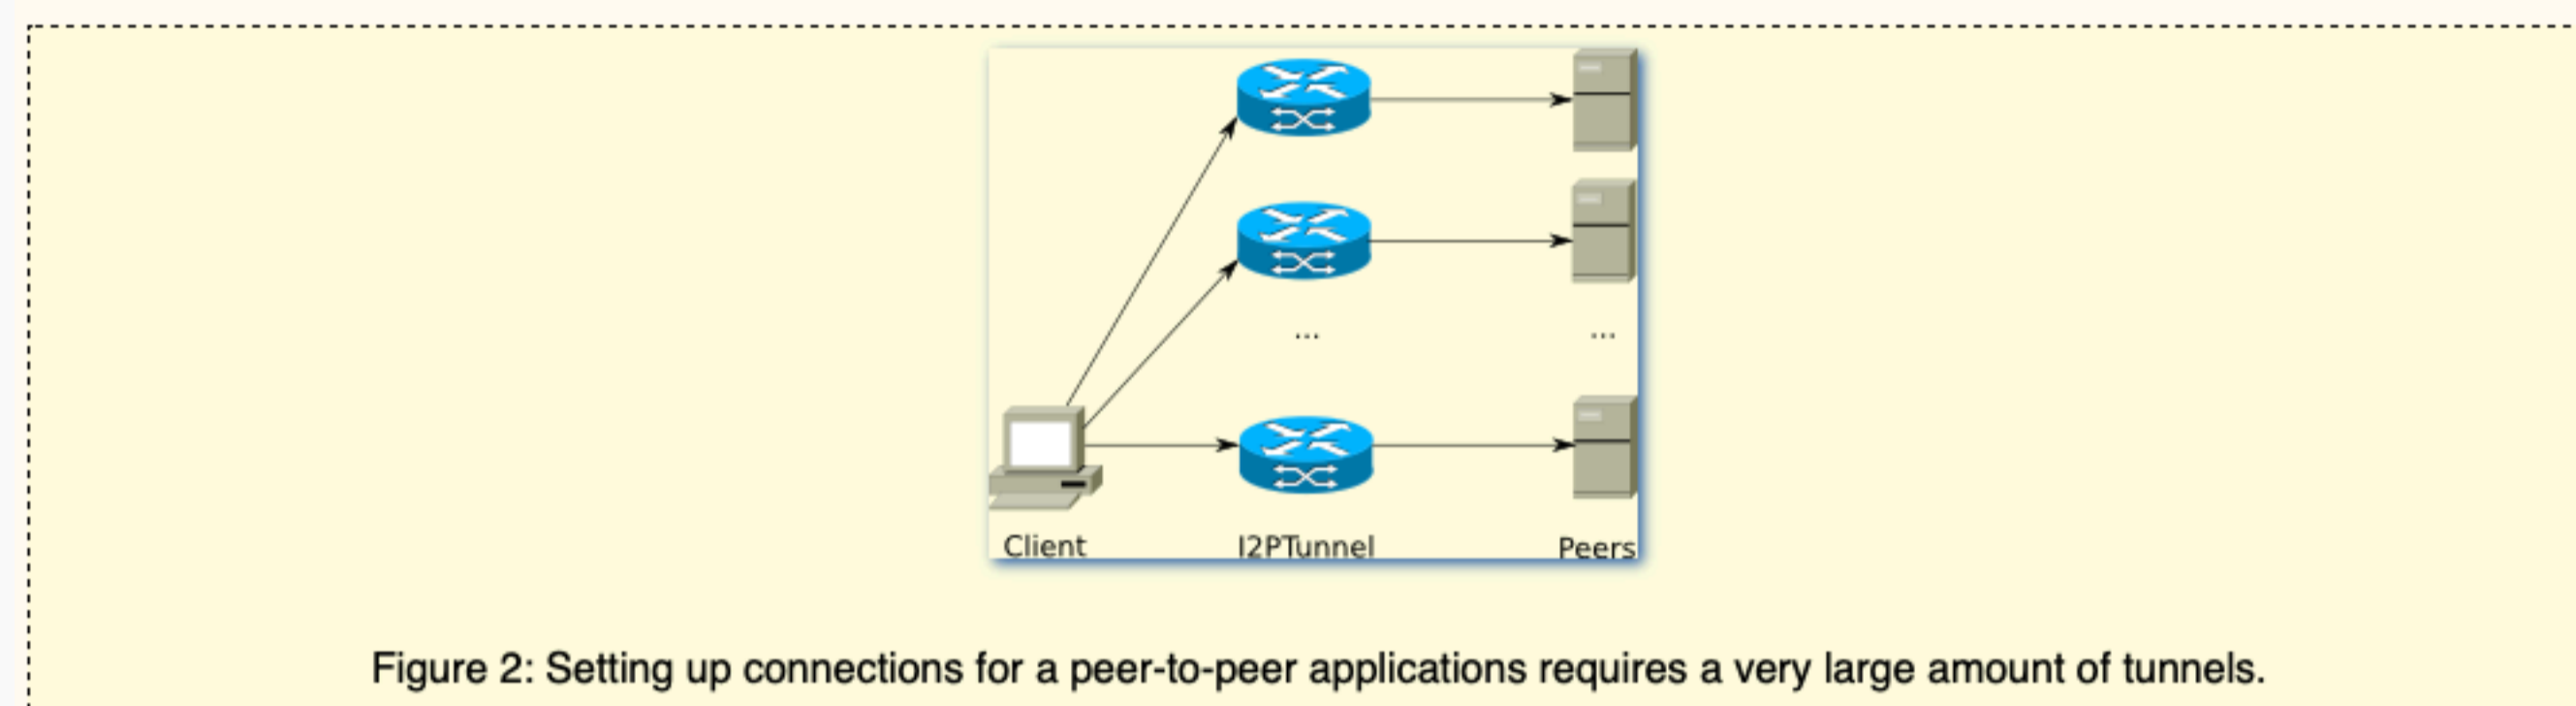 ...
...
Client I2PTunnel Peers
Figure 2: Setting up connections for a peer-to-peer applications requires a very large amount of tunnels.